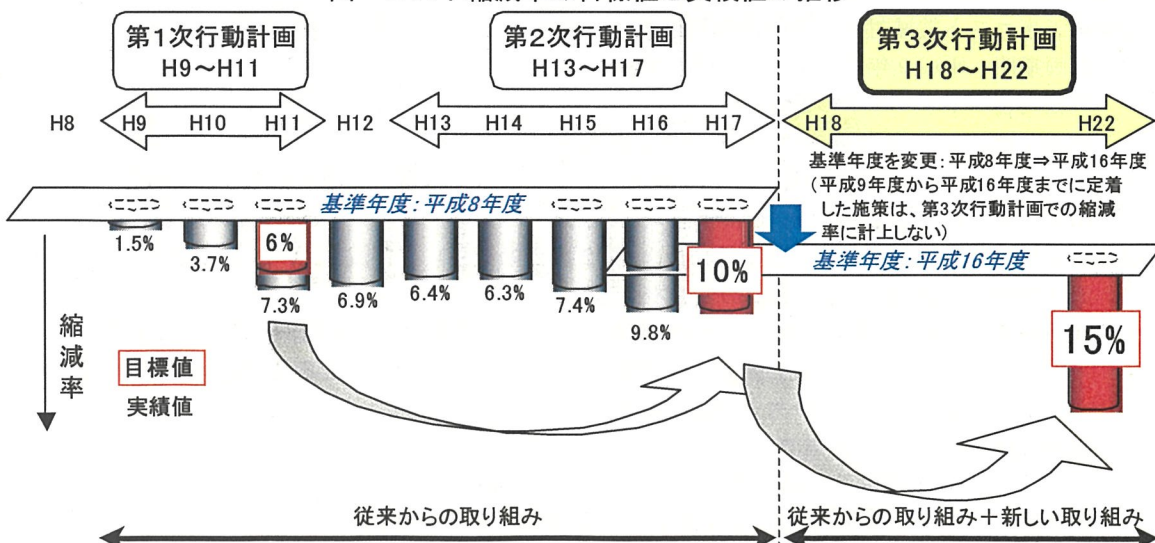 第1次行動計画
H9～H11
第2次行動計画
H13～H17
第3次行動計画
H18～H22
H8
H9
H10
H11
H12
H13
H14
H15
H16
H17
H18
H22
基準年度を変更：平成8年度⇒平成16年度
（平成9年度から平成16年度までに定着
した施策は、第3次行動計画での縮減
率に計上しない）
基準年度：平成8年度
基準年度：平成16年度
1.5%
3.7%
6%
7.3%
6.9%
6.4%
6.3%
7.4%
9.8%
10%
15%
縮減率
目標値
実績値
従来からの取り組み
従来からの取り組み＋新しい取り組み